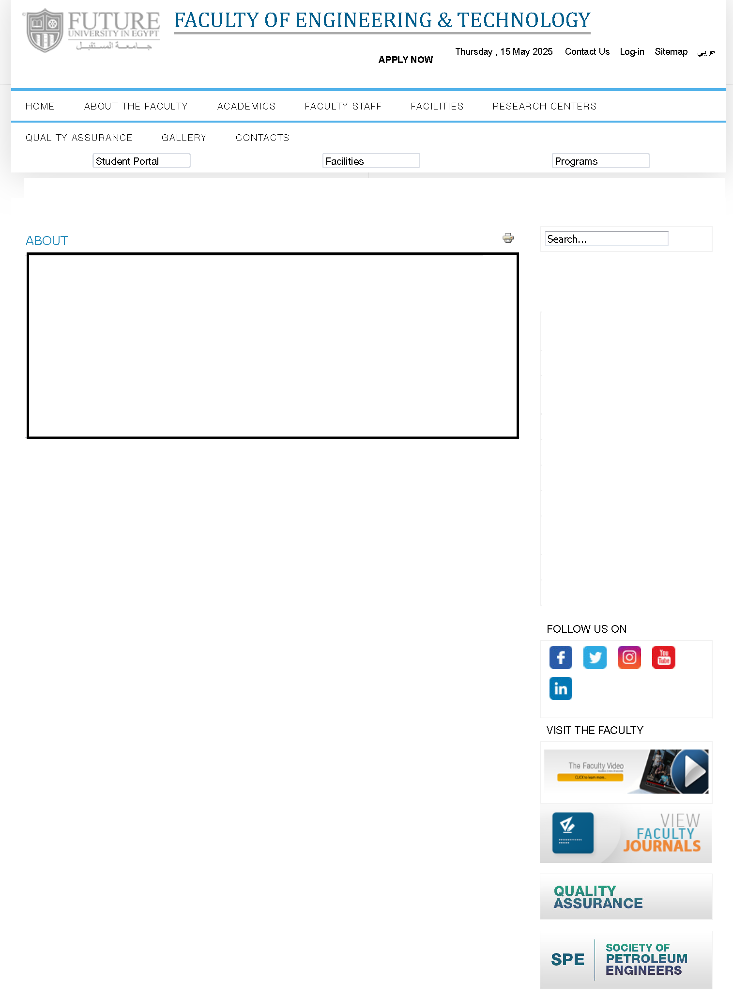 FUTURE
UNIVERSITY IN EGYPT
جامعة المستقبل
FACULTY OF ENGINEERING & TECHNOLOGY
APPLY NOW
Thursday , 15 May 2025 Contact Us Log-in Sitemap عربي
HOME ABOUT THE FACULTY ACADEMICS FACULTY STAFF FACILITIES RESEARCH CENTERS
QUALITY ASSURANCE GALLERY CONTACTS
Student Portal Facilities Programs
ABOUT
Search...
FOLLOW US ON
You
Tube
in
VISIT THE FACULTY
The Faculty Video
CLICK to learn more..
VIEW
FACULTY
JOURNALS
QUALITY
ASSURANCE
SPE
SOCIETY OF
PETROLEUM
ENGINEERS